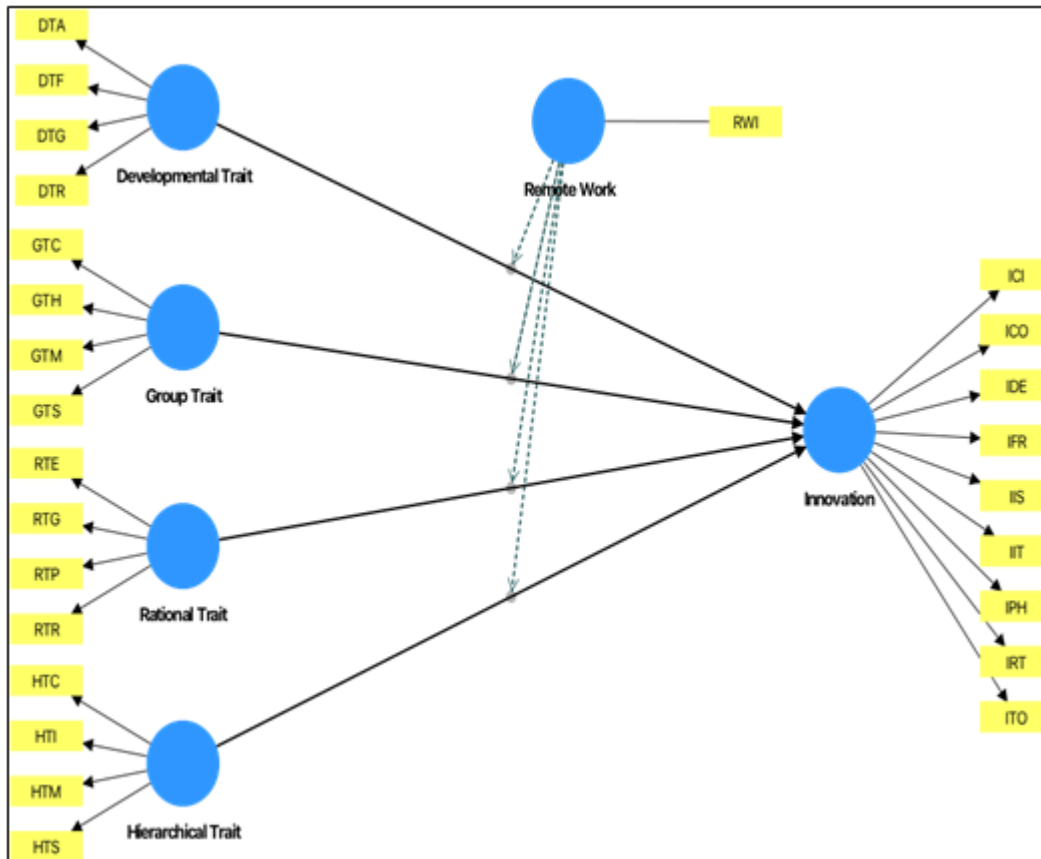 DTA
DTF
DTG
DTR
Developmental Trait
GTC
GTH
GTM
GTS
Group Trait
RTE
RTG
RTP
RTR
Rational Trait
HTC
HTI
HTM
HTS
Hierarchical Trait
Remote Work
RWI
Innovation
ICI
ICO
IDE
IFR
IIS
IIT
IPH
IRT
ITO